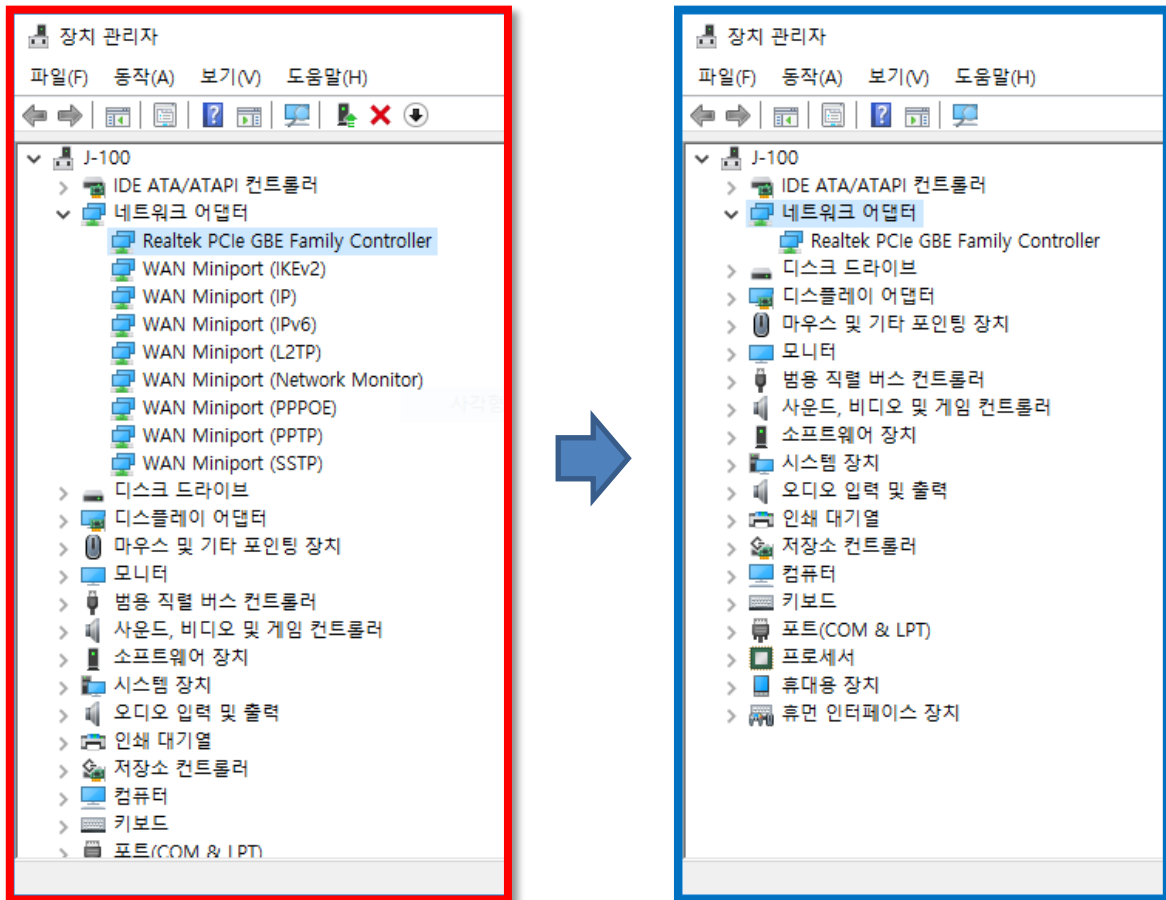 장치 관리자
파일(F) 동작(A) 보기(V) 도움말(H)
J-100
IDE ATA/ATAPI 컨트롤러
네트워크 어댑터
Realtek PCIe GBE Family Controller
WAN Miniport (IKEv2)
WAN Miniport (IP)
WAN Miniport (IPv6)
WAN Miniport (L2TP)
WAN Miniport (Network Monitor)
WAN Miniport (PPPOE)
WAN Miniport (PPTP)
WAN Miniport (SSTP)
디스크 드라이브
디스플레이 어댑터
마우스 및 기타 포인팅 장치
모니터
범용 직렬 버스 컨트롤러
사운드, 비디오 및 게임 컨트롤러
소프트웨어 장치
시스템 장치
오디오 입력 및 출력
인쇄 대기열
저장소 컨트롤러
컴퓨터
키보드
포트(COM & LPT)
사각형
장치 관리자
파일(F) 동작(A) 보기(V) 도움말(H)
J-100
IDE ATA/ATAPI 컨트롤러
네트워크 어댑터
Realtek PCIe GBE Family Controller
디스크 드라이브
디스플레이 어댑터
마우스 및 기타 포인팅 장치
모니터
범용 직렬 버스 컨트롤러
사운드, 비디오 및 게임 컨트롤러
소프트웨어 장치
시스템 장치
오디오 입력 및 출력
인쇄 대기열
저장소 컨트롤러
컴퓨터
키보드
포트(COM & LPT)
프로세서
휴대용 장치
휴먼 인터페이스 장치